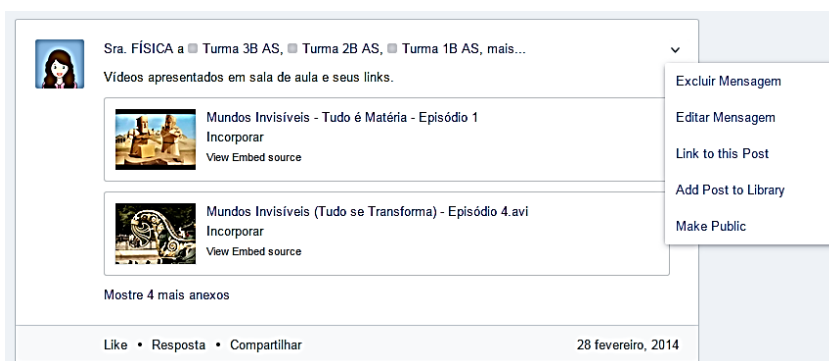 Sra. FÍSICA a Turma 3B AS, Turma 2B AS, Turma 1B AS, mais...
Vídeos apresentados em sala de aula e seus links.
Mundos Invisíveis - Tudo é Matéria - Episódio 1
Incorporar
View Embed source
Mundos Invisíveis (Tudo se Transforma) - Episódio 4.avi
Incorporar
View Embed source
Mostre 4 mais anexos
Like • Resposta • Compartilhar
28 fevereiro, 2014
Excluir Mensagem
Editar Mensagem
Link to this Post
Add Post to Library
Make Public